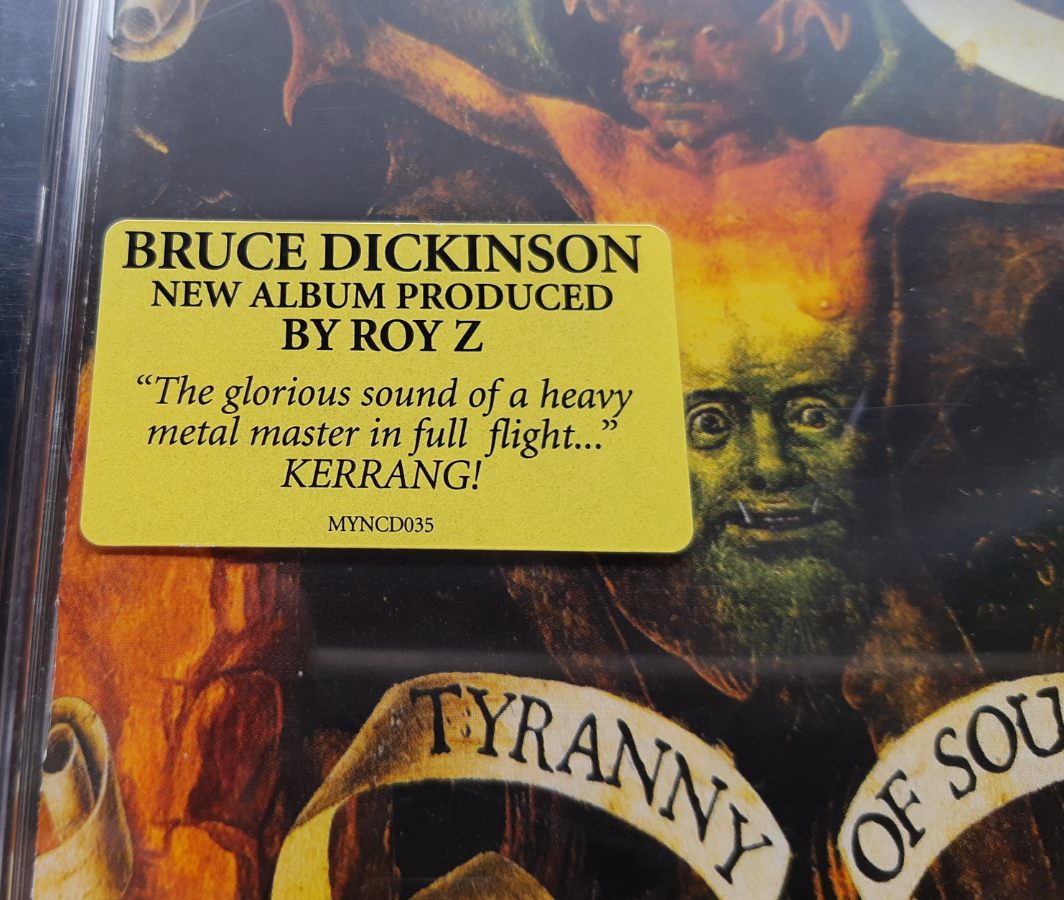 BRUCE DICKINSON
NEW ALBUM PRODUCED
BY ROY Z
“The glorious sound of a heavy
metal master in full flight...”
KERRANG!
MYNCD035
TYRANNY
OF SOU